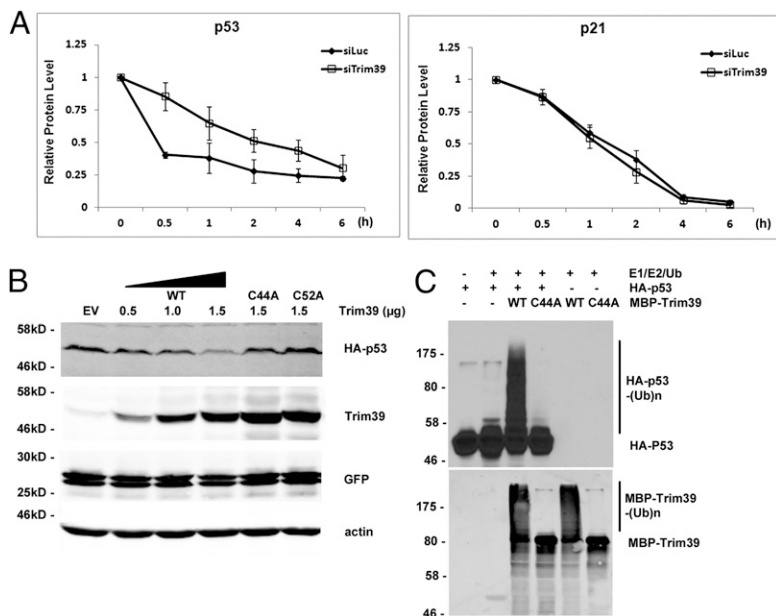 A
p53
1.25
1
0.75
0.5
0.25
0
Relative Protein Level
siLuc
siTrim39
0 0.5 1 2 4 6 (h)
p21
1.25
1
0.75
0.5
0.25
0
Relative Protein Level
siLuc
siTrim39
0 0.5 1 2 4 6 (h)
B
WT C44A C52A
EV 0.5 1.0 1.5 1.5 1.5 Trim39 (µg)
58kD
46kD
HA-p53
58kD
46kD
Trim39
30kD
25kD
GFP
46kD
actin
C
- + + + + + E1/E2/Ub
+ + + + - - HA-p53
- - WT C44A WT C44A MBP-Trim39
175
80
58
46
HA-p53
-(Ub)n
HA-P53
175
80
58
46
MBP-Trim39
-(Ub)n
MBP-Trim39